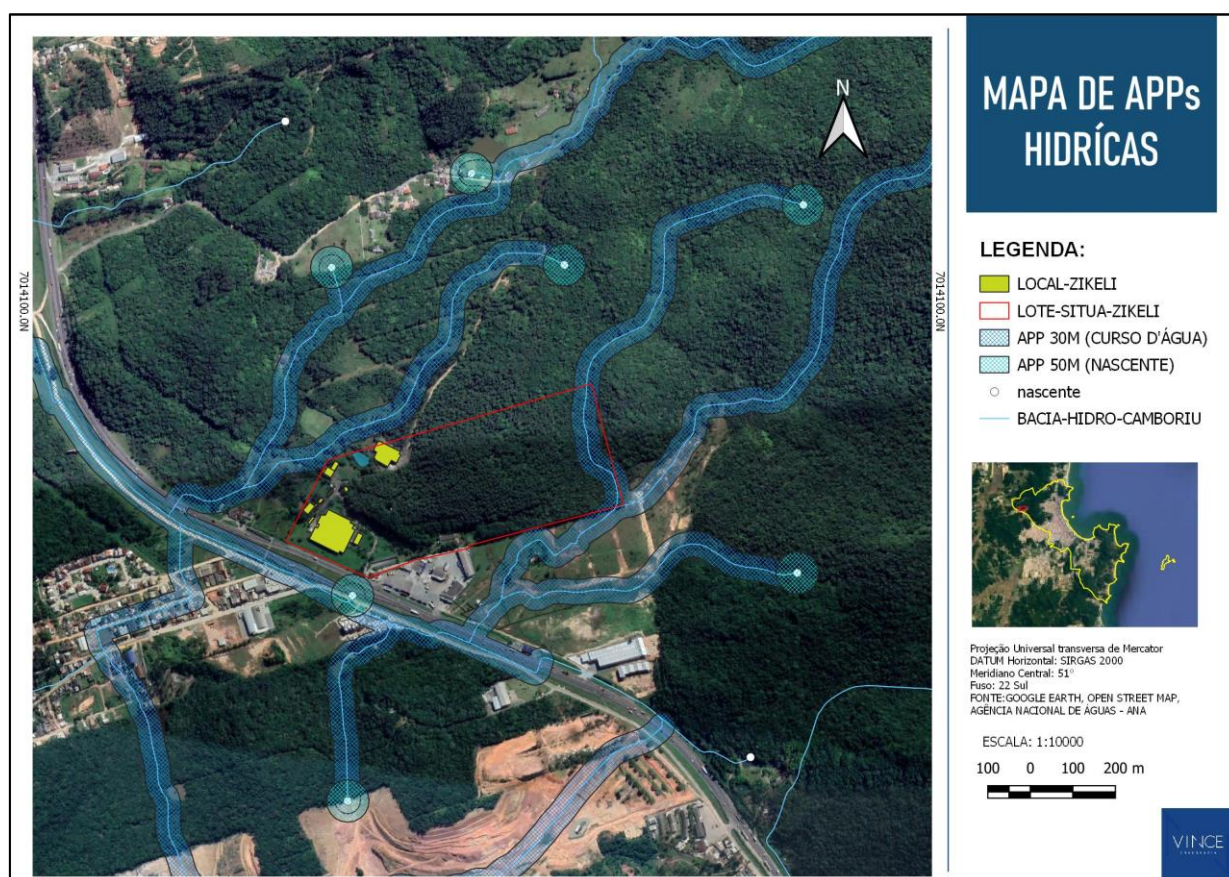 MAPA DE APPs
HIDRÍCAS
N
7014100.0N
7014100.0N
LEGENDA:
LOCAL-ZIKELI
LOTE-SITUA-ZIKELI
APP 30M (CURSO D'ÁGUA)
APP 50M (NASCENTE)
nascente
BACIA-HIDRO-CAMBORIU
Projeção Universal transversa de Mercator
DATUM Horizontal: SIRGAS 2000
Meridiano Central: 51°
Fuso: 22 Sul
FONTE:GOOGLE EARTH, OPEN STREET MAP,
AGÊNCIA NACIONAL DE ÁGUAS - ANA
ESCALA: 1:10000
100 0 100 200 m
VINCE